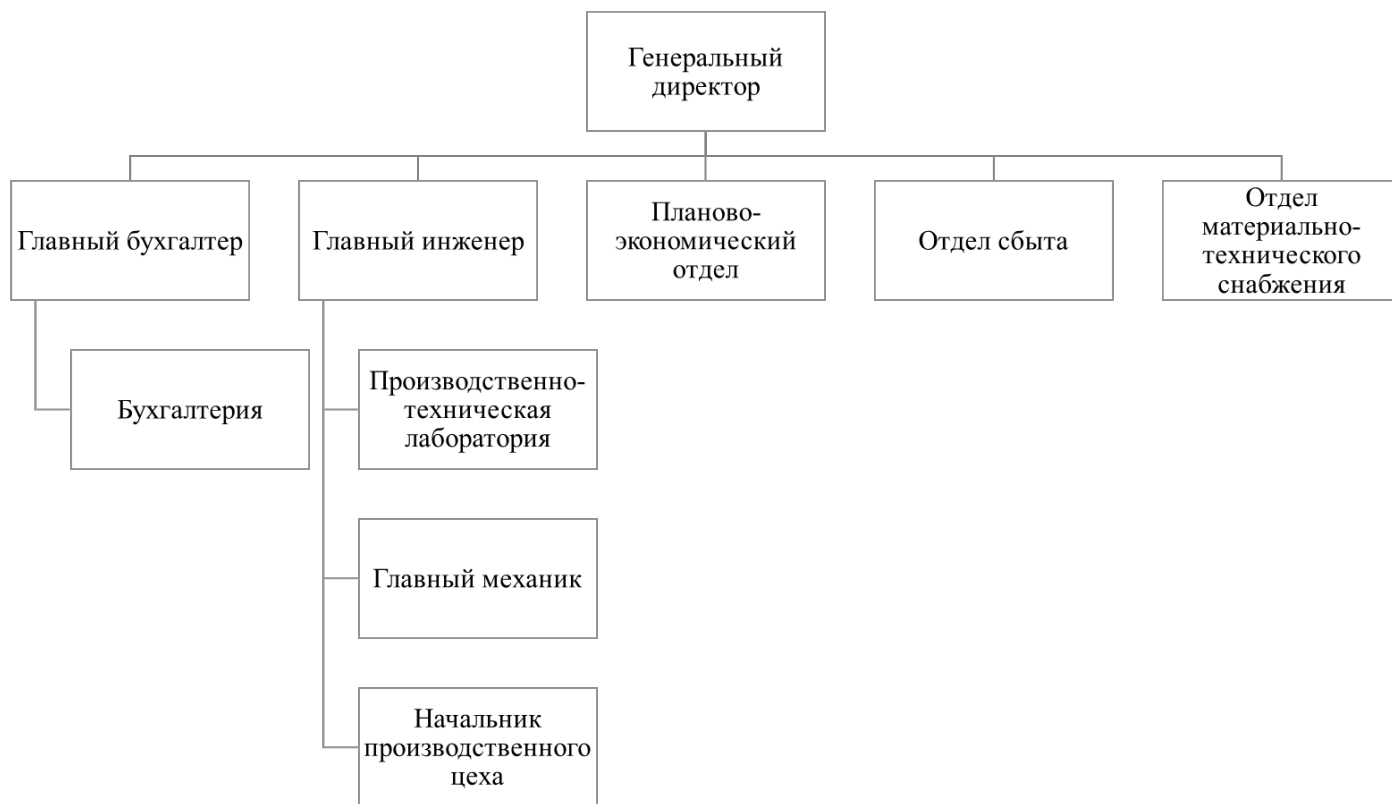 Генеральный
директор
Главный бухгалтер
Главный инженер
Планово-
экономический
отдел
Отдел сбыта
Отдел
материально-
технического
снабжения
Бухгалтерия
Производственно-
техническая
лаборатория
Главный механик
Начальник
производственного
цеха